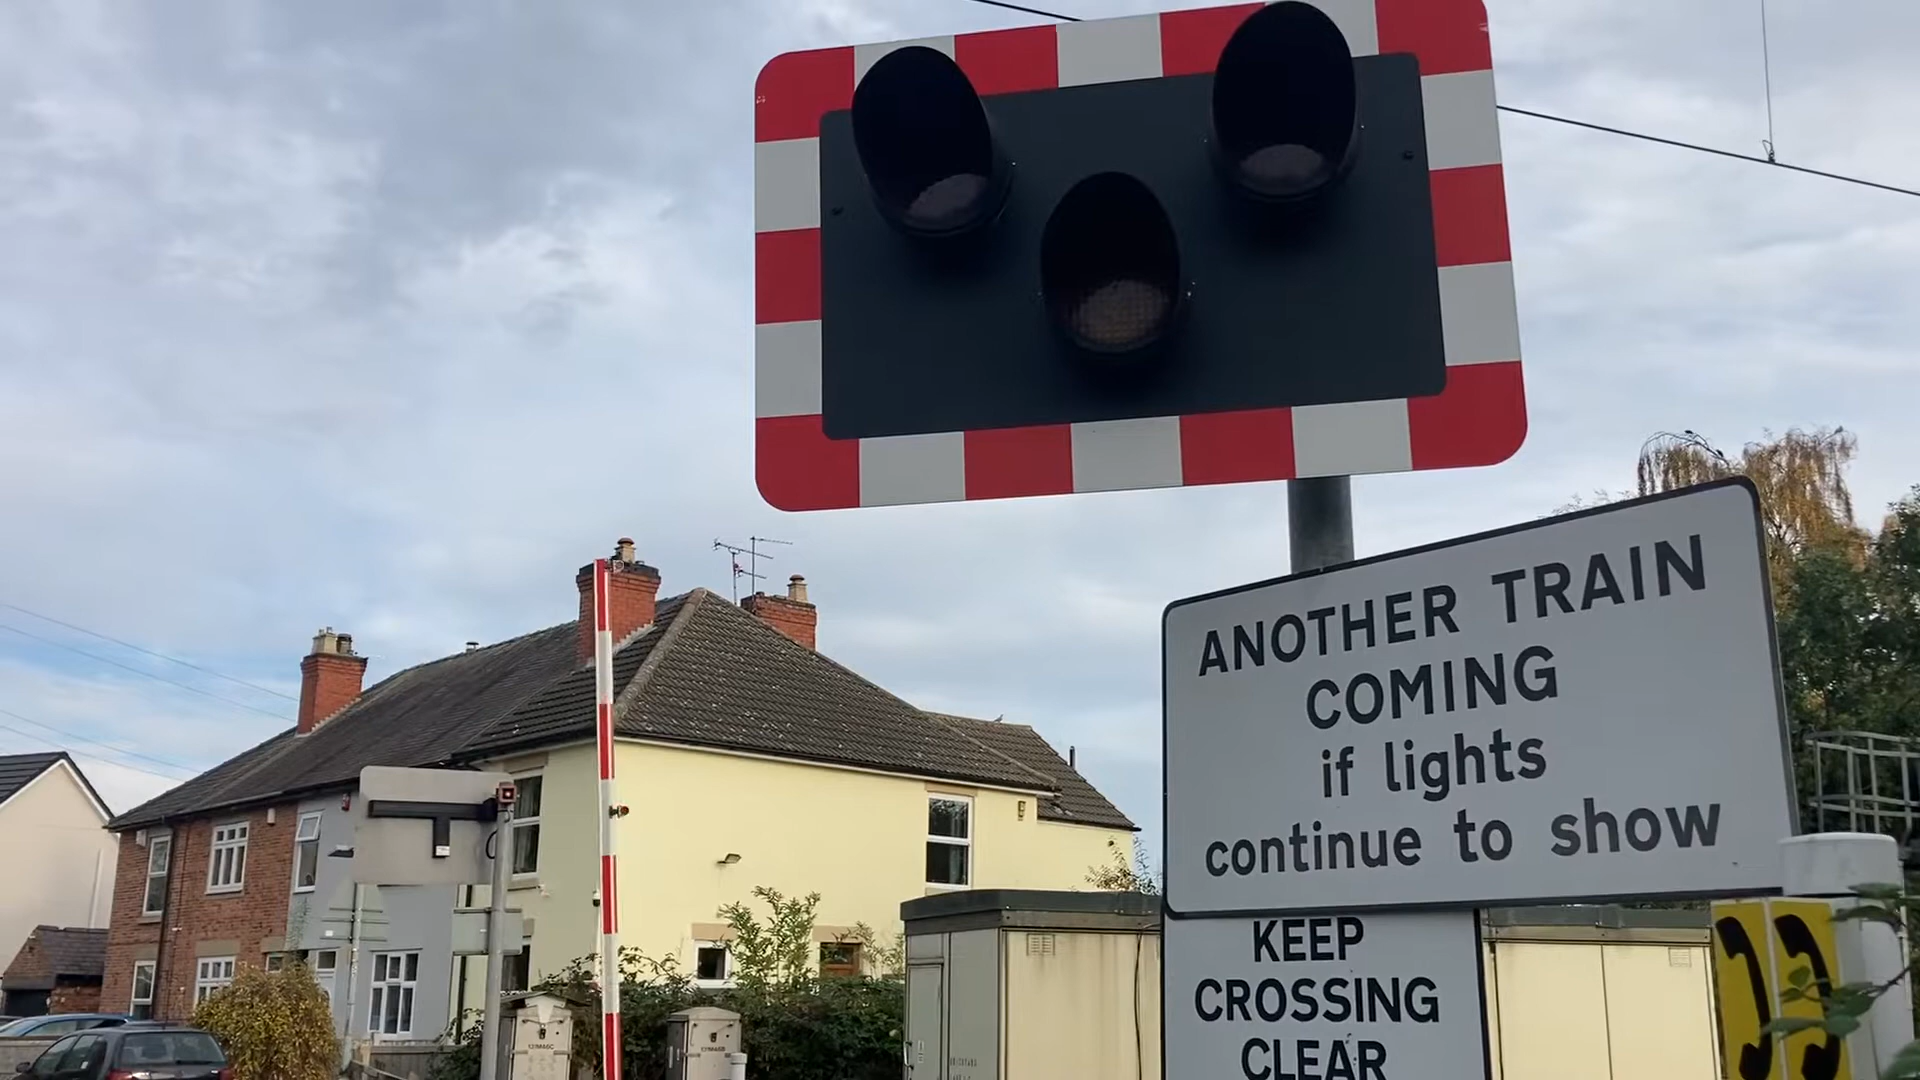 ANOTHER TRAIN
COMING
if lights
continue to show
KEEP
CROSSING
CLEAR